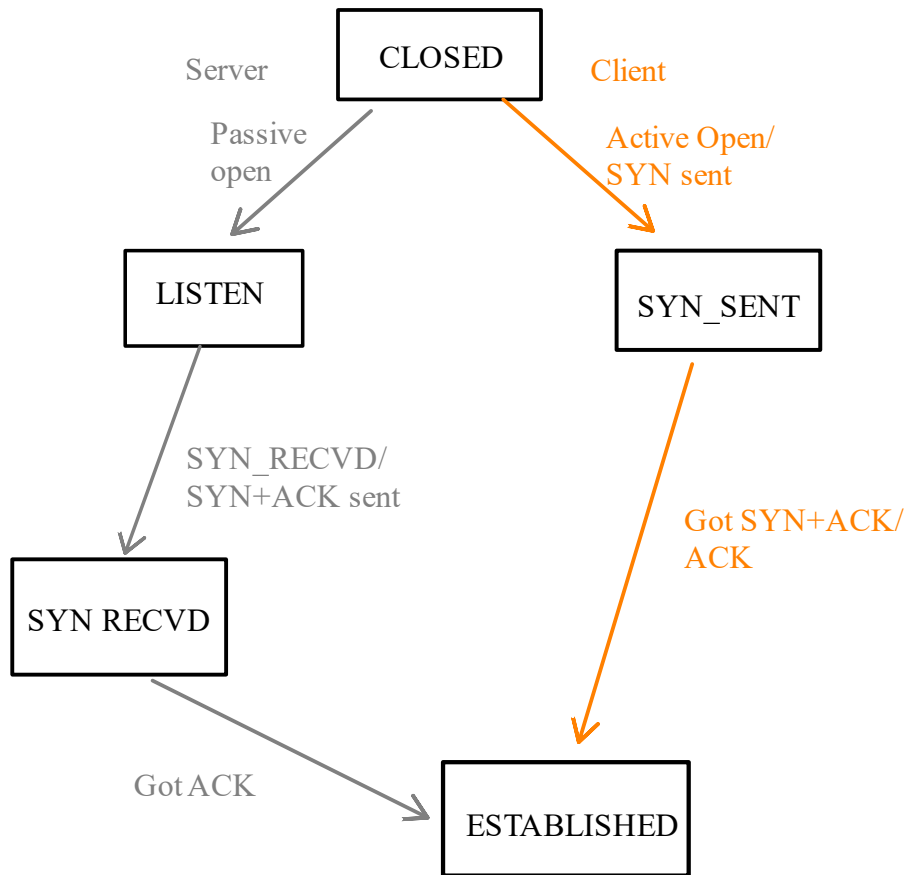 CLOSED
Server
Client
Passive
open
Active Open/
SYN sent
LISTEN
SYN_SENT
SYN_RECVD/
SYN+ACK sent
Got SYN+ACK/
ACK
SYN RECVD
Got ACK
ESTABLISHED